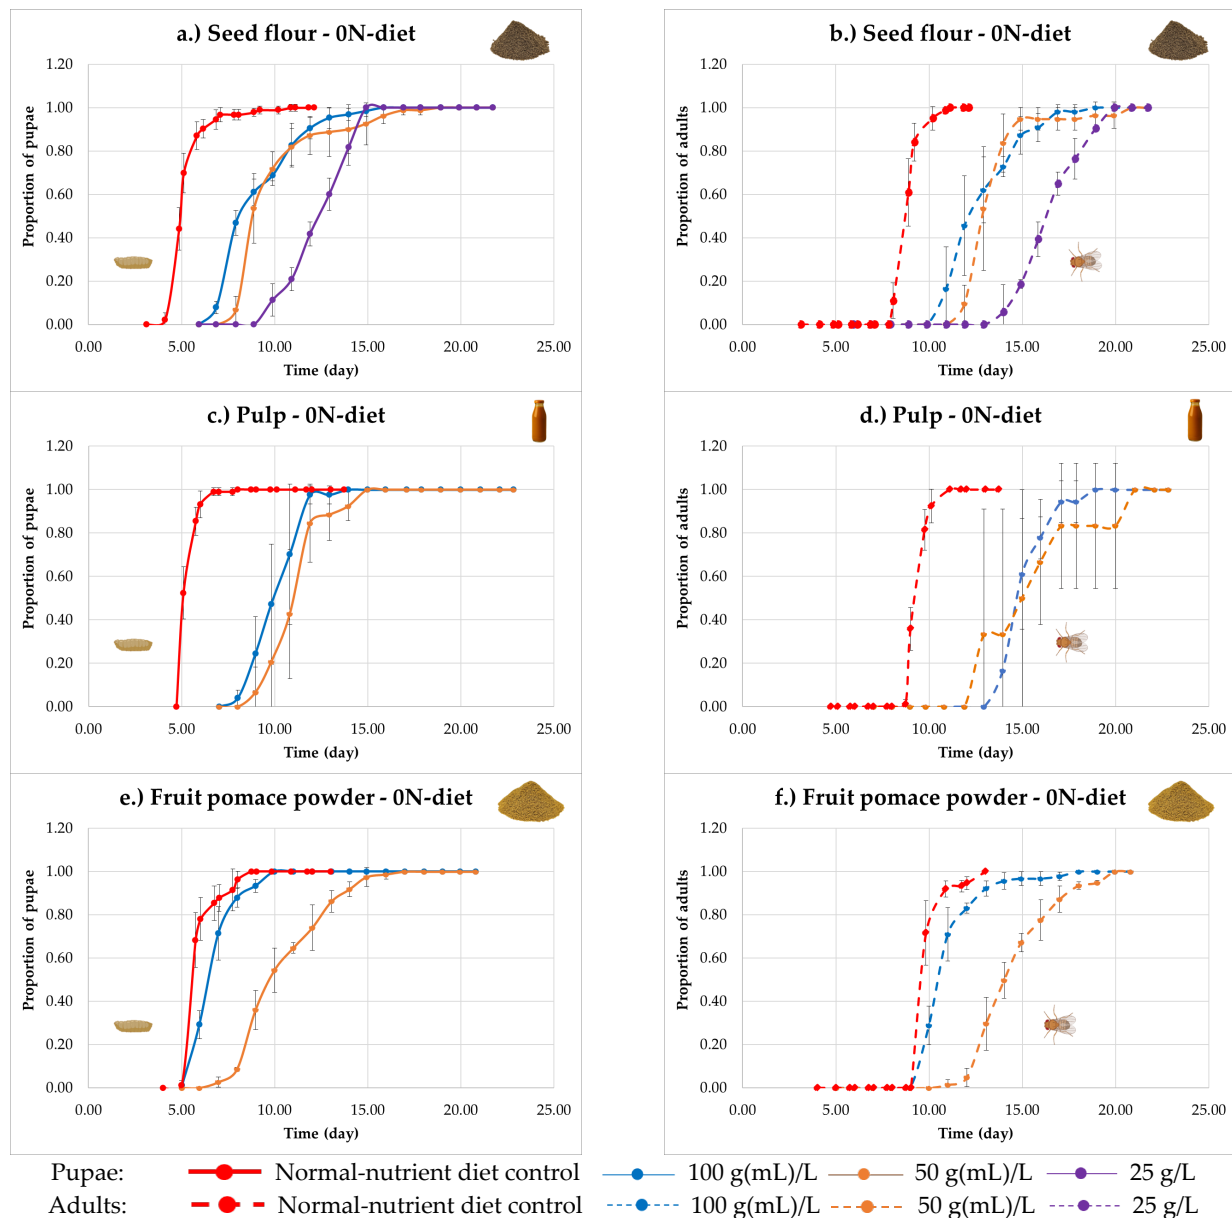 a.) Seed flour - 0N-diet
Proportion of pupae
1.20
1.00
0.80
0.60
0.40
0.20
0.00
0.00 5.00 10.00 15.00 20.00 25.00
Time (day)
b.) Seed flour - 0N-diet
Proportion of adults
1.20
1.00
0.80
0.60
0.40
0.20
0.00
0.00 5.00 10.00 15.00 20.00 25.00
Time (day)
c.) Pulp - 0N-diet
Proportion of pupae
1.20
1.00
0.80
0.60
0.40
0.20
0.00
0.00 5.00 10.00 15.00 20.00 25.00
Time (day)
d.) Pulp - 0N-diet
Proportion of adults
1.20
1.00
0.80
0.60
0.40
0.20
0.00
0.00 5.00 10.00 15.00 20.00 25.00
Time (day)
e.) Fruit pomace powder - 0N-diet
Proportion of pupae
1.20
1.00
0.80
0.60
0.40
0.20
0.00
0.00 5.00 10.00 15.00 20.00 25.00
Time (day)
f.) Fruit pomace powder - 0N-diet
Proportion of adults
1.20
1.00
0.80
0.60
0.40
0.20
0.00
0.00 5.00 10.00 15.00 20.00 25.00
Time (day)
Pupae: Normal-nutrient diet control 100 g(mL)/L 50 g(mL)/L 25 g/L
Adults: Normal-nutrient diet control 100 g(mL)/L 50 g(mL)/L 25 g/L